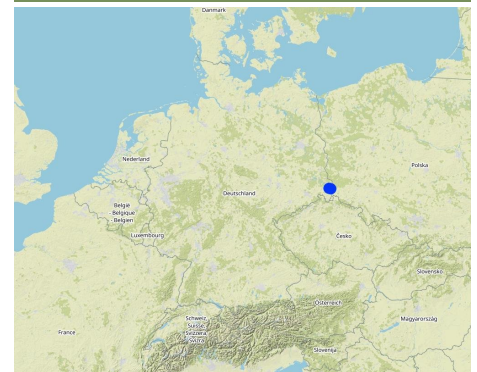 Danmark
Nederland
Polska
België
Belgique
Belgien
Deutschland
Luxembourg
Česko
Slovensko
Österreich
Schweiz,
Suisse,
Svizzera,
Svizra
Magyarország
France
Slovenija